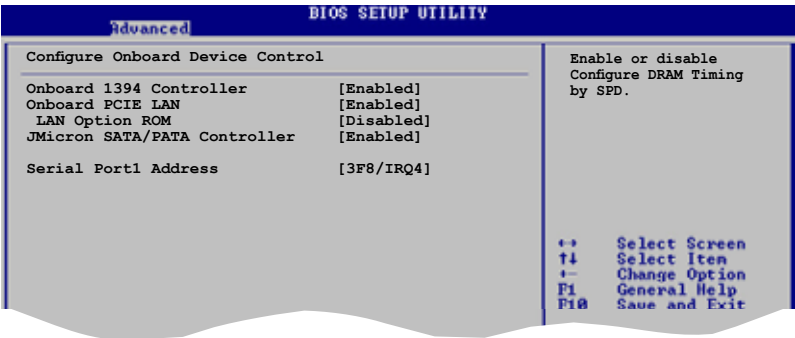 BIOS SETUP UTILITY
Advanced
Configure Onboard Device Control
Onboard 1394 Controller [Enabled]
Onboard PCIE LAN [Enabled]
LAN Option ROM [Disabled]
JMicron SATA/PATA Controller [Enabled]
Serial Port1 Address [3F8/IRQ4]
Enable or disable
Configure DRAM Timing
by SPD.
↔ Select Screen
↑↓ Select Item
+- Change Option
F1 General Help
F10 Save and Exit